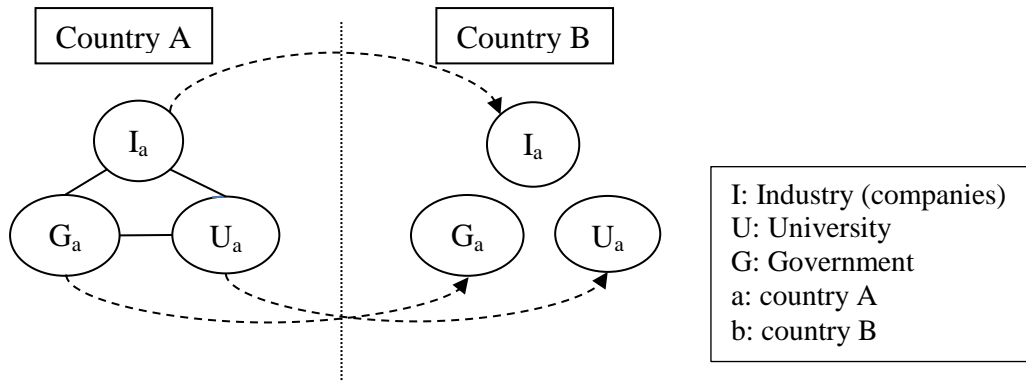 Country A
Country B
Iₐ
Iₐ
Gₐ
Uₐ
Gₐ
Uₐ
I: Industry (companies)
U: University
G: Government
a: country A
b: country B